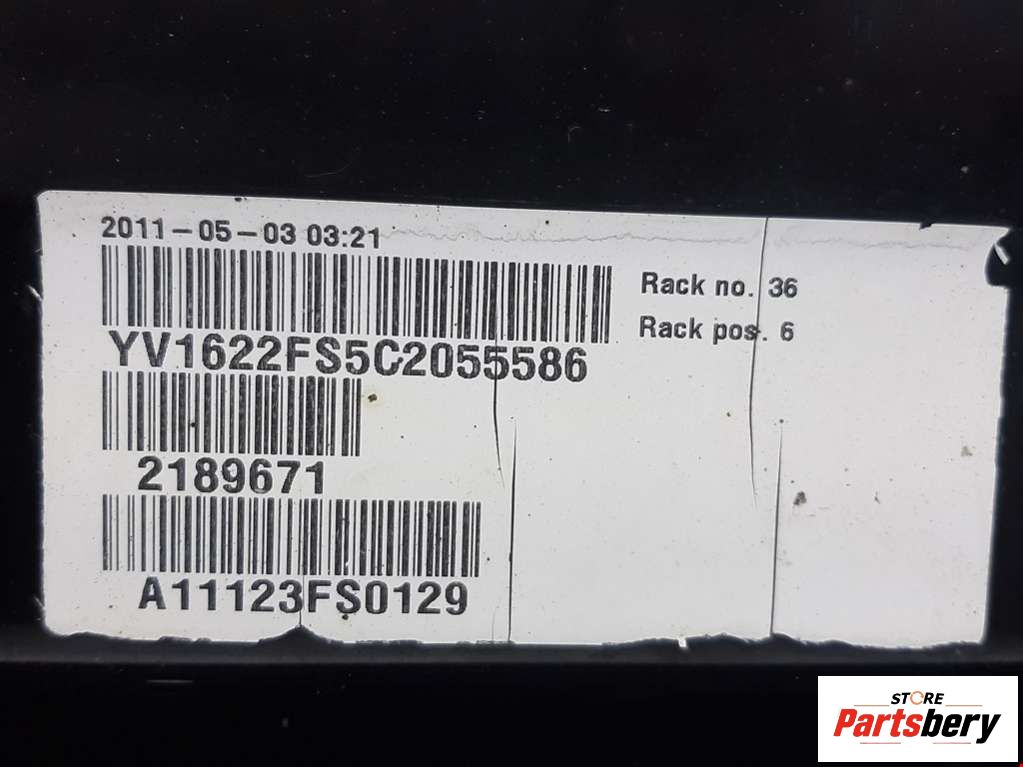 2011-05-03 03:21
Rack no. 36
Rack pos. 6
YV1622FS5C2055586
2189671
A11123FS0129
STORE
Partsbery